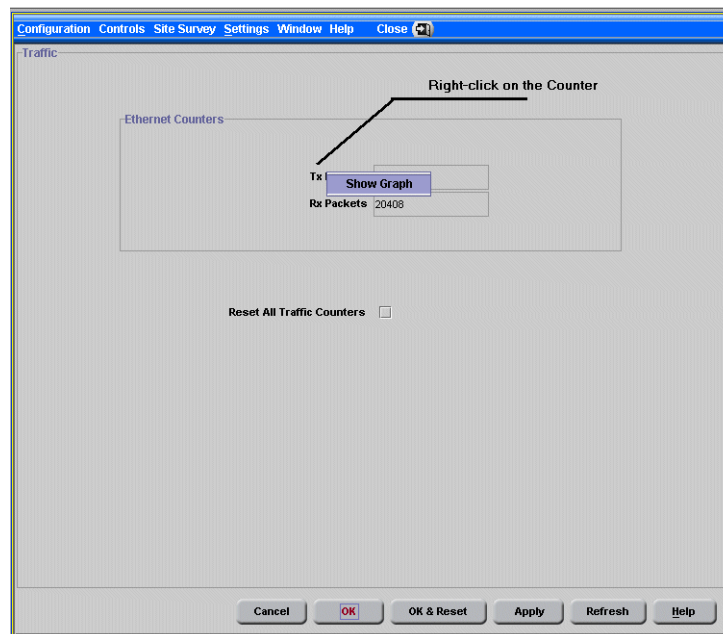 Configuration Controls Site Survey Settings Window Help Close
Traffic
Right-click on the Counter
Ethernet Counters
Tx
Show Graph
Rx Packets 20408
Reset All Traffic Counters
Cancel OK OK & Reset Apply Refresh Help